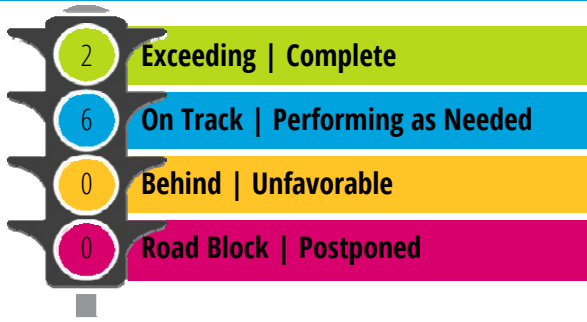 2 Exceeding | Complete
6 On Track | Performing as Needed
0 Behind | Unfavorable
0 Road Block | Postponed